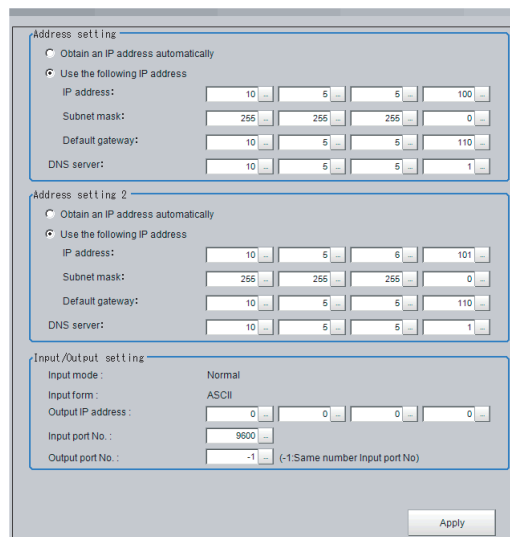 Address setting
Obtain an IP address automatically
Use the following IP address
IP address: 10 ... 5 ... 5 ... 100 ...
Subnet mask: 255 ... 255 ... 255 ... 0 ...
Default gateway: 10 ... 5 ... 5 ... 110 ...
DNS server: 10 ... 5 ... 5 ... 1 ...
Address setting 2
Obtain an IP address automatically
Use the following IP address
IP address: 10 ... 5 ... 6 ... 101 ...
Subnet mask: 255 ... 255 ... 255 ... 0 ...
Default gateway: 10 ... 5 ... 5 ... 110 ...
DNS server: 10 ... 5 ... 5 ... 1 ...
Input/Output setting
Input mode : Normal
Input form : ASCII
Output IP address : 0 ... 0 ... 0 ... 0 ...
Input port No. : 9600 ...
Output port No. : -1 ... (-1:Same number Input port No)
Apply